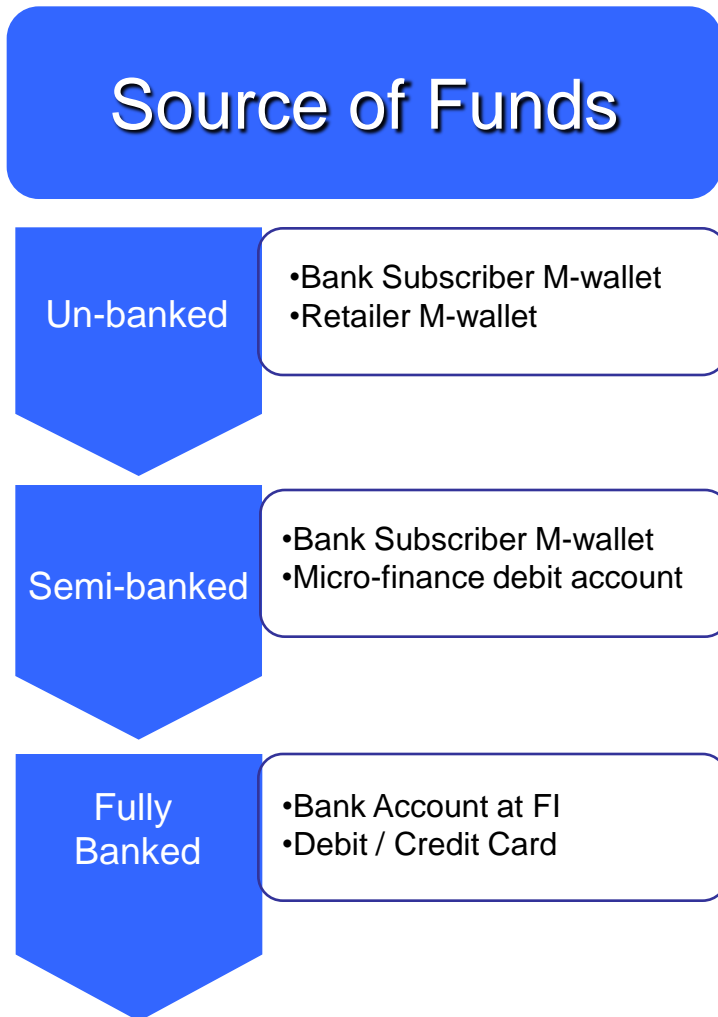 Source of Funds
Un-banked
•Bank Subscriber M-wallet
•Retailer M-wallet
Semi-banked
•Bank Subscriber M-wallet
•Micro-finance debit account
Fully
Banked
•Bank Account at FI
•Debit / Credit Card